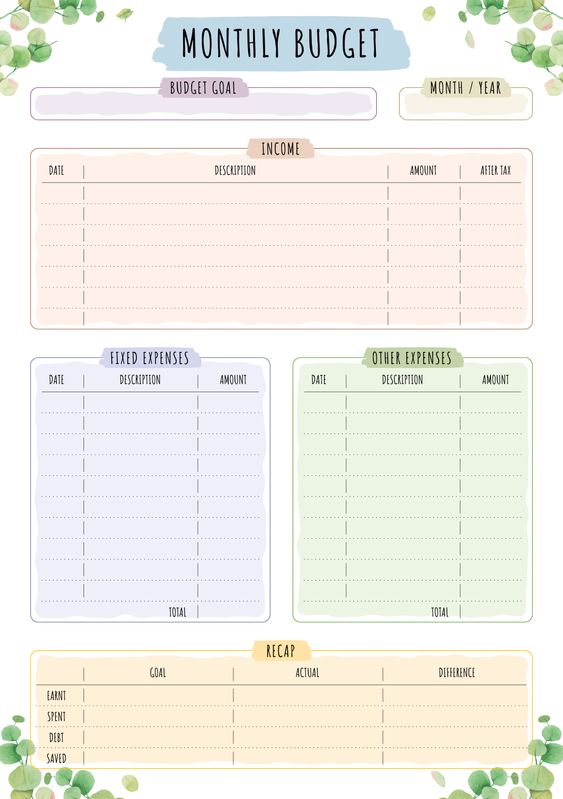 MONTHLY BUDGET
BUDGET GOAL
MONTH / YEAR
INCOME
DATE DESCRIPTION AMOUNT AFTER TAX
FIXED EXPENSES
DATE DESCRIPTION AMOUNT
TOTAL
OTHER EXPENSES
DATE DESCRIPTION AMOUNT
TOTAL
RECAP
GOAL ACTUAL DIFFERENCE
EARNT
SPENT
DEBT
SAVED